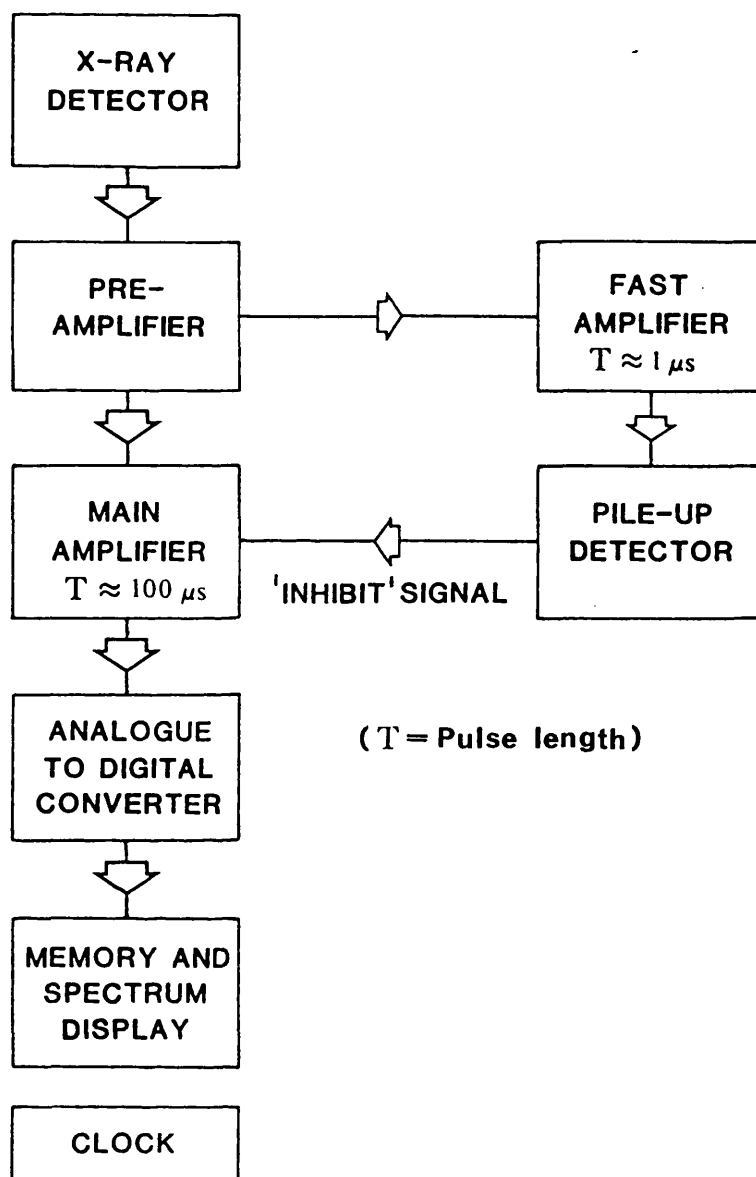 X-RAY
DETECTOR
PRE-
AMPLIFIER
FAST
AMPLIFIER
T ≈ 1 μs
MAIN
AMPLIFIER
T ≈ 100 μs
'INHIBIT' SIGNAL
PILE-UP
DETECTOR
ANALOGUE
TO DIGITAL
CONVERTER
(T = Pulse length)
MEMORY AND
SPECTRUM
DISPLAY
CLOCK